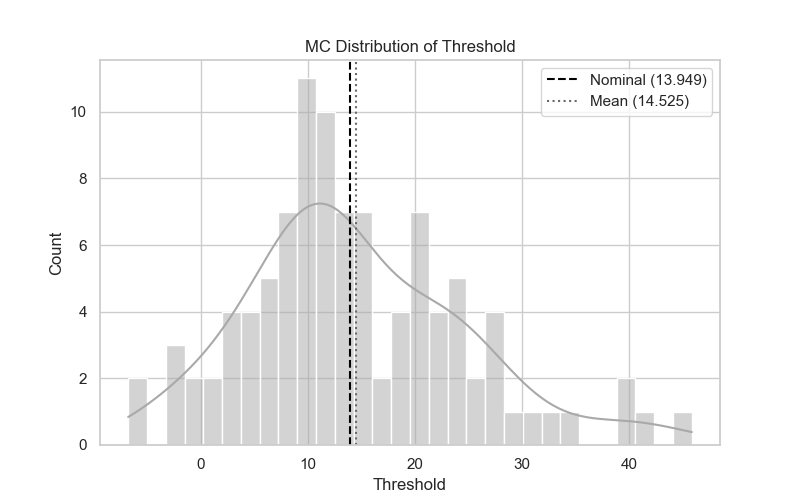 MC Distribution of Threshold
Nominal (13.949)
Mean (14.525)
Count
10
8
6
4
2
0
0 10 20 30 40
Threshold